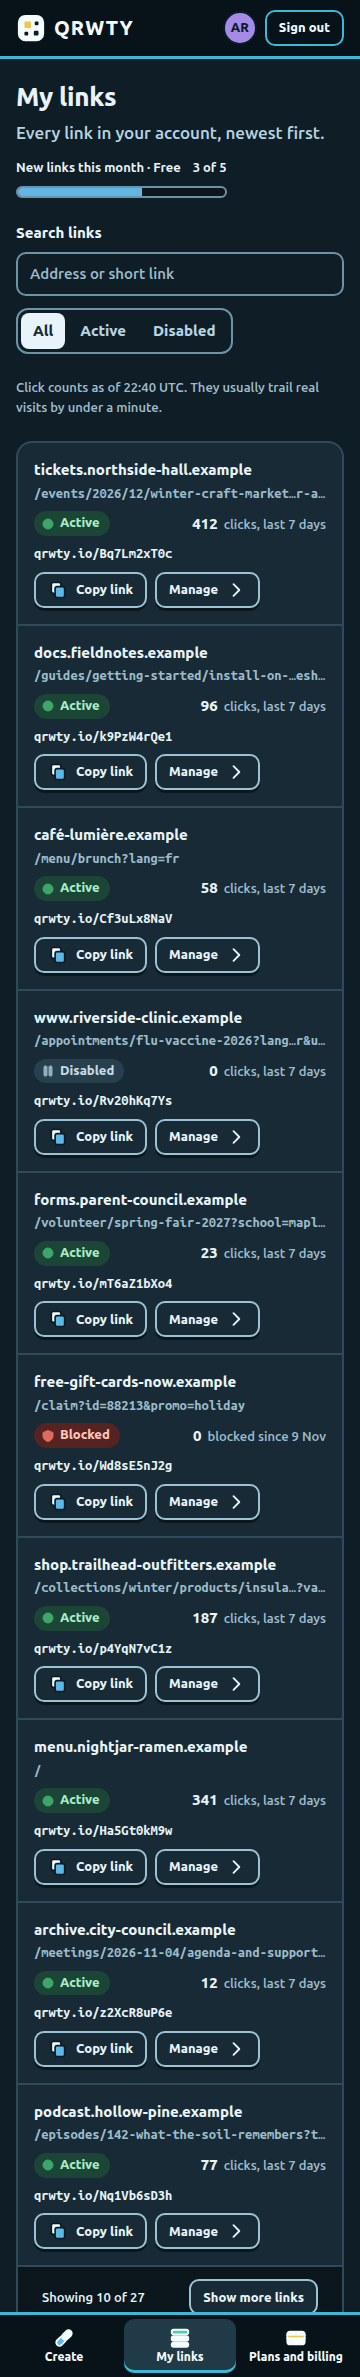 QRWTY
AR
Sign out
My links
Every link in your account, newest first.
New links this month · Free 3 of 5
Search links
Address or short link
All Active Disabled
Click counts as of 22:40 UTC. They usually trail real
visits by under a minute.
tickets.northside-hall.example
/events/2026/12/winter-craft-market…r-a…
Active 412 clicks, last 7 days
qrwty.io/Bq7Lm2xT0c
Copy link Manage
docs.fieldnotes.example
/guides/getting-started/install-on-…esh…
Active 96 clicks, last 7 days
qrwty.io/k9PzW4rQe1
Copy link Manage
café-lumière.example
/menu/brunch?lang=fr
Active 58 clicks, last 7 days
qrwty.io/Cf3uLx8NaV
Copy link Manage
www.riverside-clinic.example
/appointments/flu-vaccine-2026?lang…r&u…
Disabled 0 clicks, last 7 days
qrwty.io/Rv20hKq7Ys
Copy link Manage
forms.parent-council.example
/volunteer/spring-fair-2027?school=mapl…
Active 23 clicks, last 7 days
qrwty.io/mT6aZ1bXo4
Copy link Manage
free-gift-cards-now.example
/claim?id=88213&promo=holiday
Blocked 0 blocked since 9 Nov
qrwty.io/Wd8sE5nJ2g
Copy link Manage
shop.trailhead-outfitters.example
/collections/winter/products/insula…?va…
Active 187 clicks, last 7 days
qrwty.io/p4YqN7vC1z
Copy link Manage
menu.nightjar-ramen.example
/
Active 341 clicks, last 7 days
qrwty.io/Ha5Gt0kM9w
Copy link Manage
archive.city-council.example
/meetings/2026-11-04/agenda-and-support…
Active 12 clicks, last 7 days
qrwty.io/z2XcR8uP6e
Copy link Manage
podcast.hollow-pine.example
/episodes/142-what-the-soil-remembers?t…
Active 77 clicks, last 7 days
qrwty.io/Nq1Vb6sD3h
Copy link Manage
Showing 10 of 27 Show more links
Create My links Plans and billing